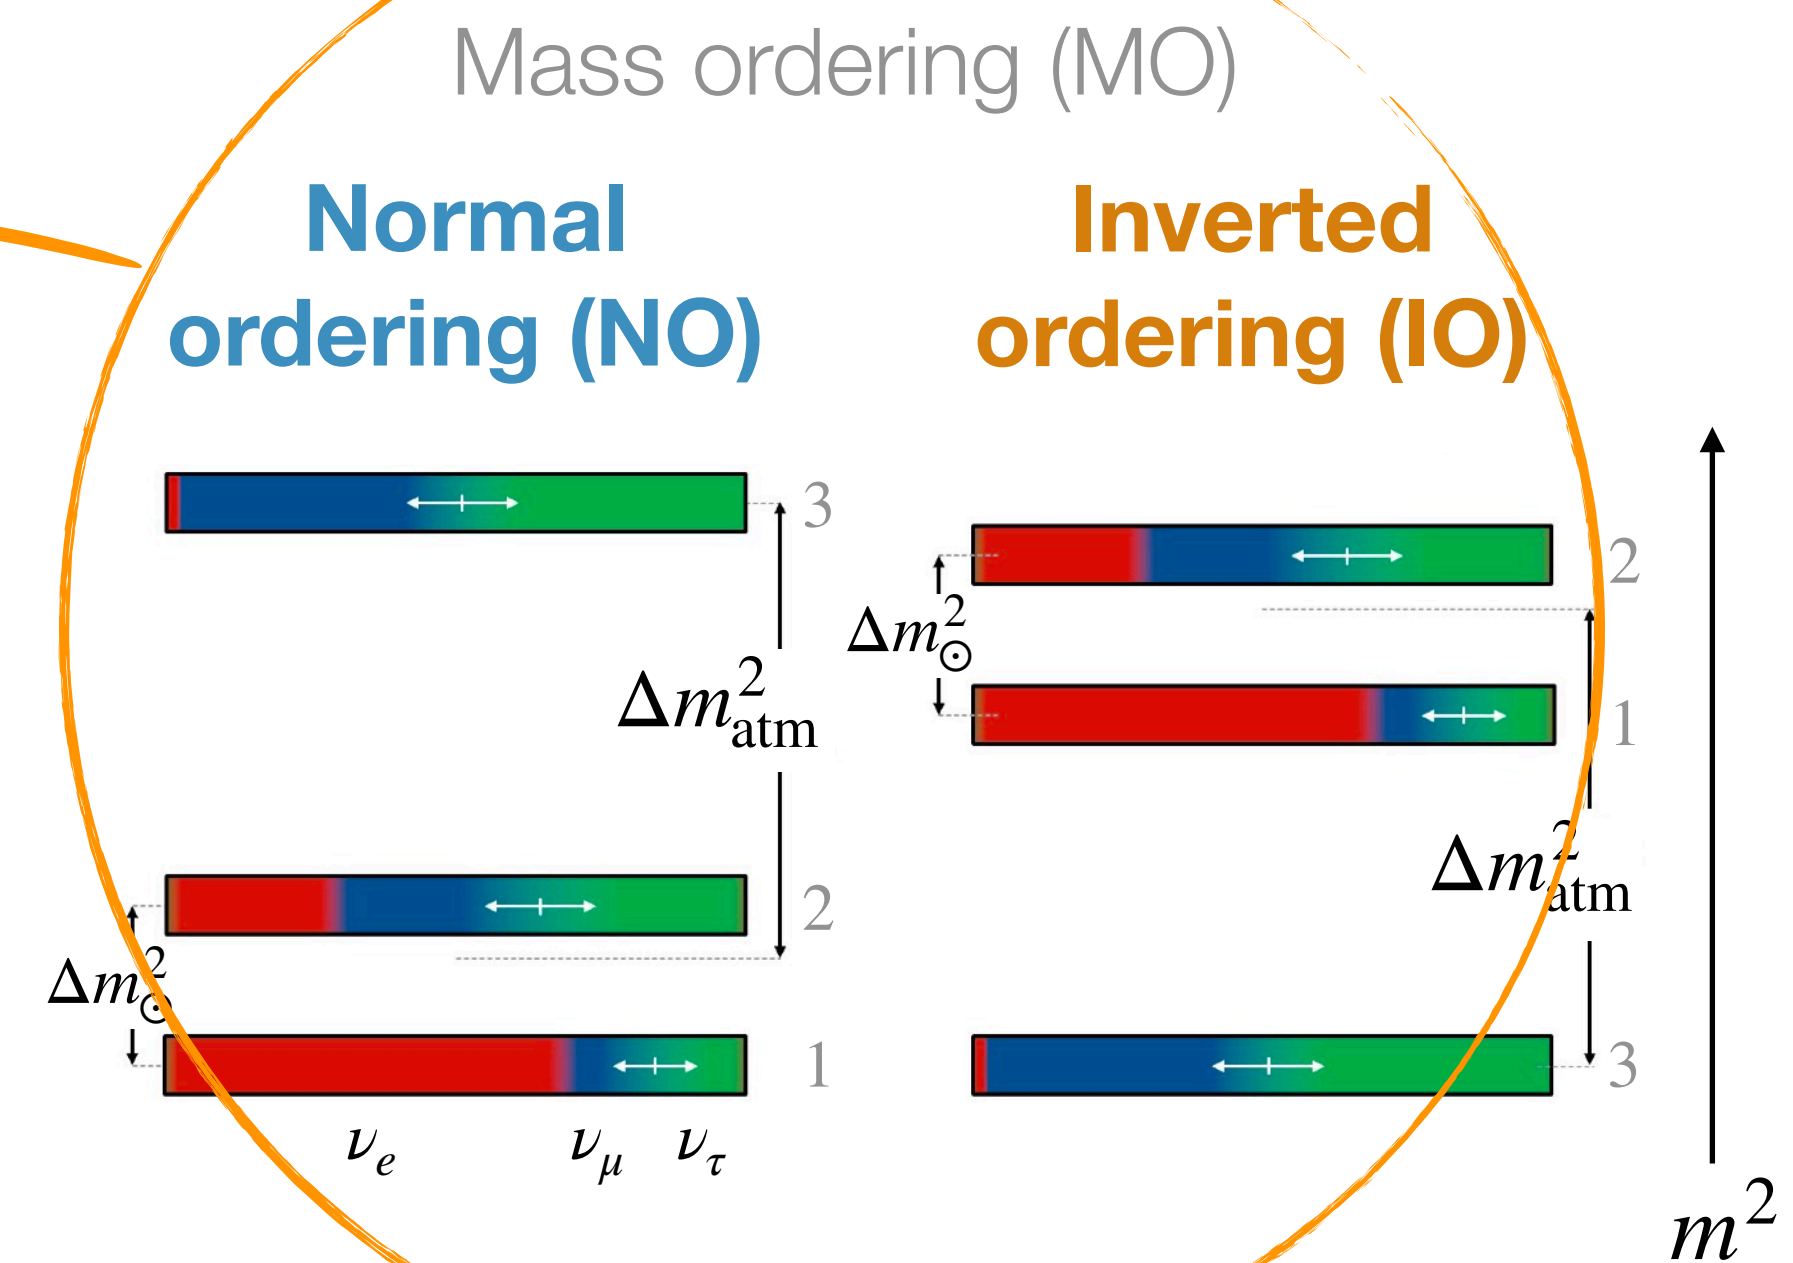 Mass ordering (MO)
Normal
ordering (NO)
Inverted
ordering (IO)
3
2
1
Δm²atm
Δm²⊙
νe νμ ντ
2
1
3
Δm²⊙
Δm²atm
m²